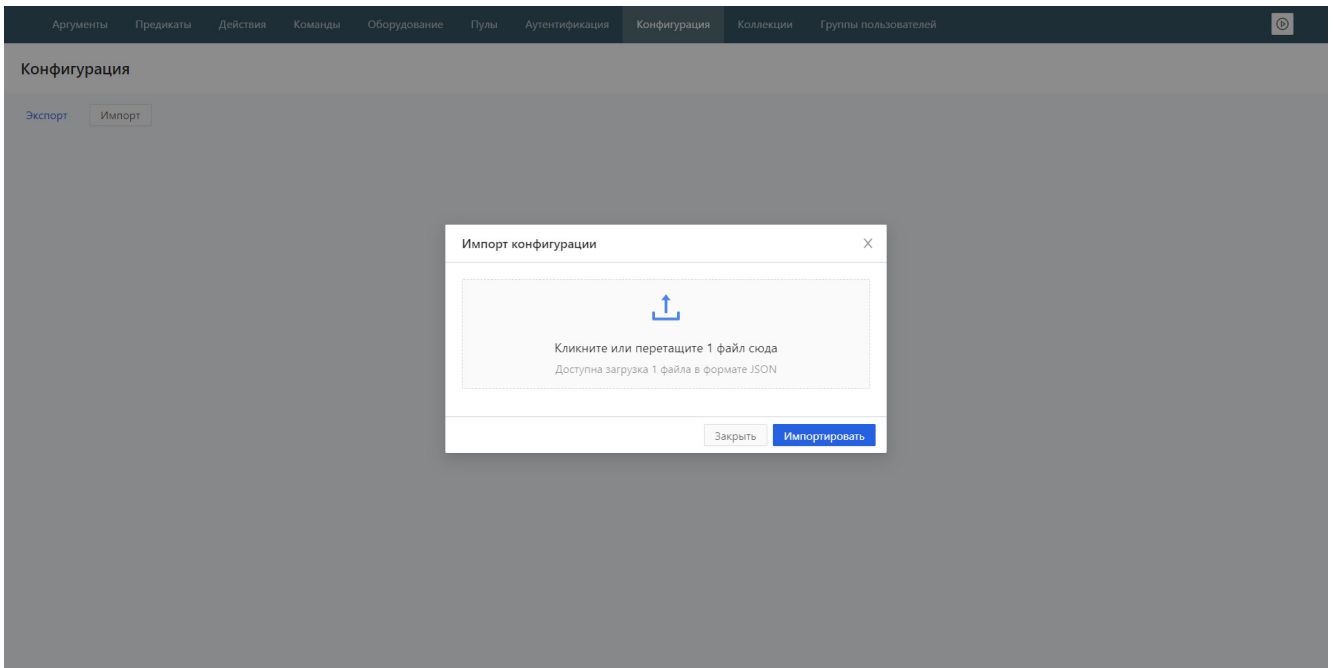 Аргументы Предикаты Действия Команды Оборудование Пулы Аутентификация Конфигурация Коллекции Группы пользователей
Конфигурация
Экспорт Импорт
Импорт конфигурации
Кликните или перетащите 1 файл сюда
Доступна загрузка 1 файла в формате JSON
Закрыть Импортировать